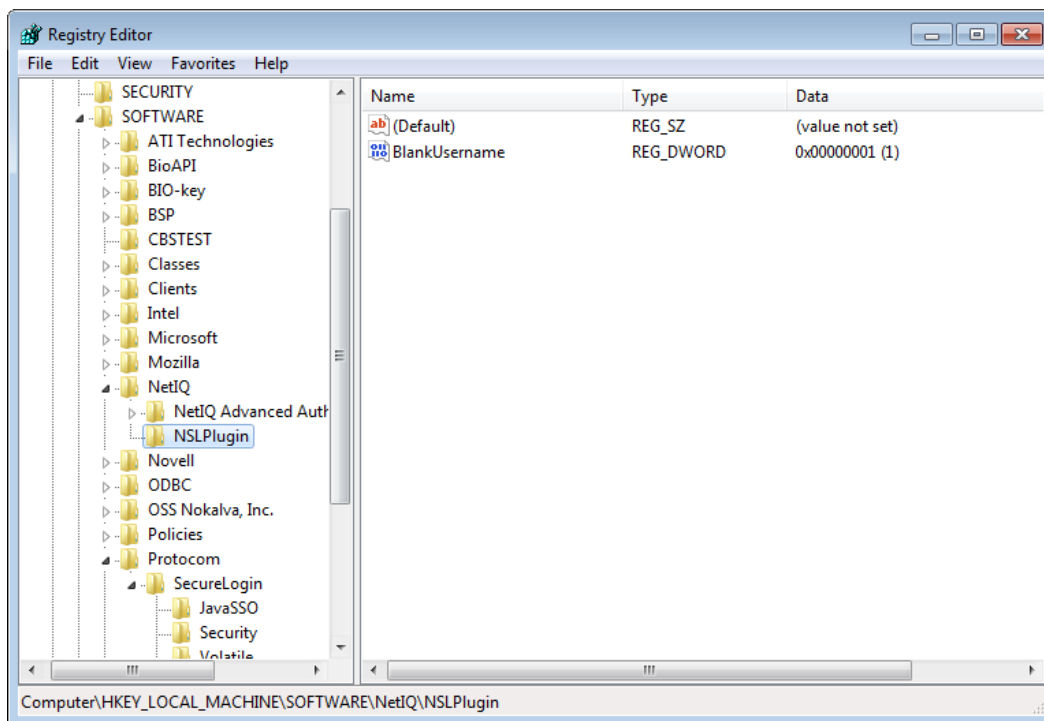 Registry Editor
File Edit View Favorites Help
SECURITY
SOFTWARE
ATI Technologies
BioAPI
BIO-key
BSP
CBSTEST
Classes
Clients
Intel
Microsoft
Mozilla
NetIQ
NetIQ Advanced Auth
NSLPlugin
Novell
ODBC
OSS Nokalva, Inc.
Policies
Protocom
SecureLogin
JavaSSO
Security
Volatile
Name Type Data
(Default) REG_SZ (value not set)
BlankUsername REG_DWORD 0x00000001 (1)
Computer\HKEY_LOCAL_MACHINE\SOFTWARE\NetIQ\NSLPlugin